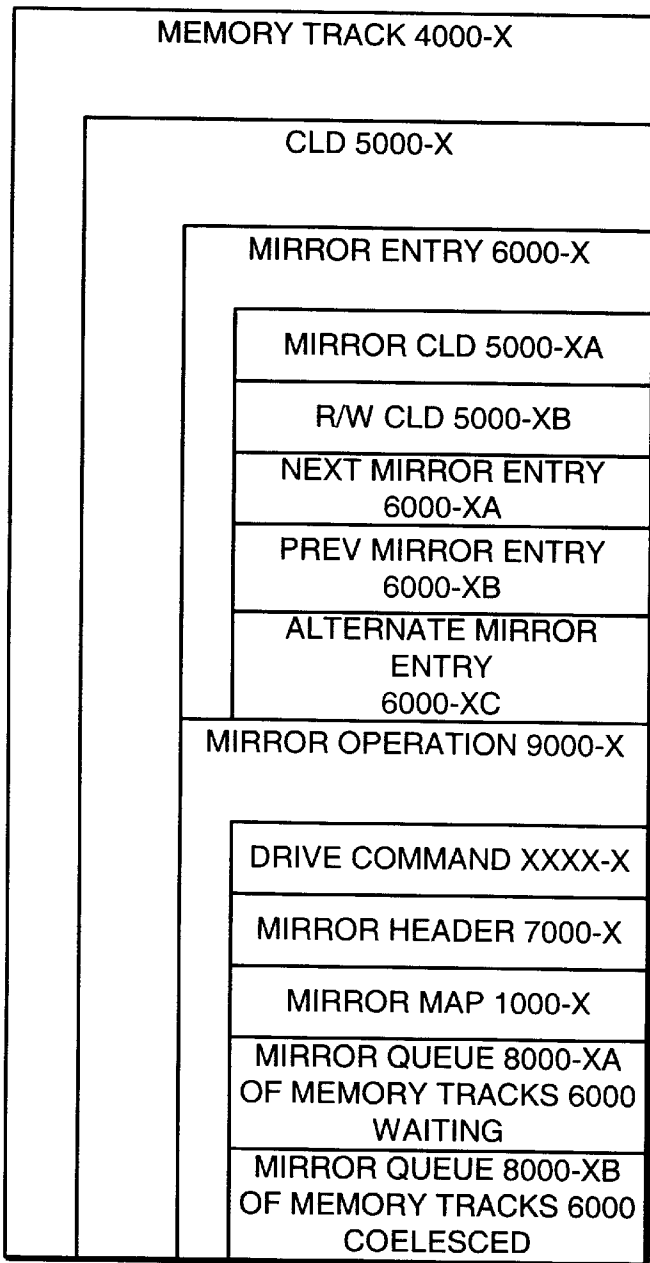 MEMORY TRACK 4000-X
CLD 5000-X
MIRROR ENTRY 6000-X
MIRROR CLD 5000-XA
R/W CLD 5000-XB
NEXT MIRROR ENTRY
6000-XA
PREV MIRROR ENTRY
6000-XB
ALTERNATE MIRROR
ENTRY
6000-XC
MIRROR OPERATION 9000-X
DRIVE COMMAND XXXX-X
MIRROR HEADER 7000-X
MIRROR MAP 1000-X
MIRROR QUEUE 8000-XA
OF MEMORY TRACKS 6000
WAITING
MIRROR QUEUE 8000-XB
OF MEMORY TRACKS 6000
COELESCED